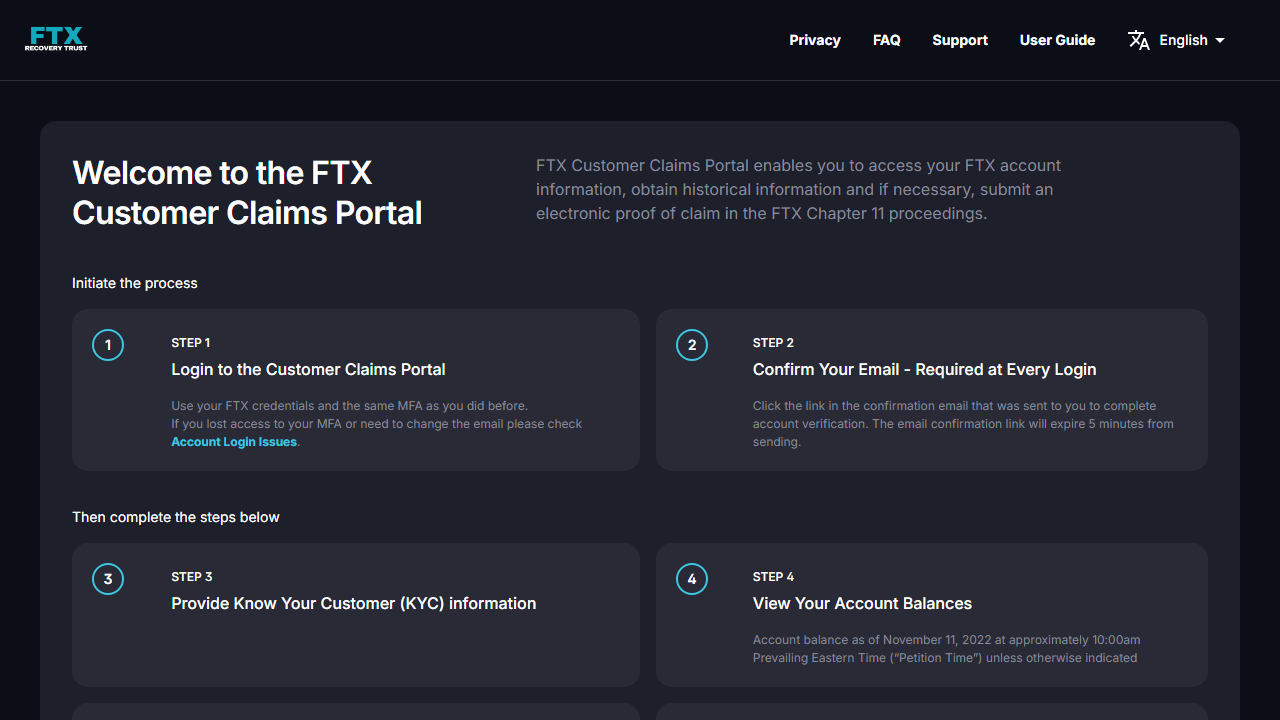 FTX
RECOVERY TRUST
Privacy
FAQ
Support
User Guide
English
Welcome to the FTX
Customer Claims Portal
FTX Customer Claims Portal enables you to access your FTX account
information, obtain historical information and if necessary, submit an
electronic proof of claim in the FTX Chapter 11 proceedings.
Initiate the process
1
STEP 1
Login to the Customer Claims Portal
Use your FTX credentials and the same MFA as you did before.
If you lost access to your MFA or need to change the email please check
Account Login Issues.
2
STEP 2
Confirm Your Email - Required at Every Login
Click the link in the confirmation email that was sent to you to complete
account verification. The email confirmation link will expire 5 minutes from
sending.
Then complete the steps below
3
STEP 3
Provide Know Your Customer (KYC) information
4
STEP 4
View Your Account Balances
Account balance as of November 11, 2022 at approximately 10:00am
Prevailing Eastern Time (“Petition Time”) unless otherwise indicated